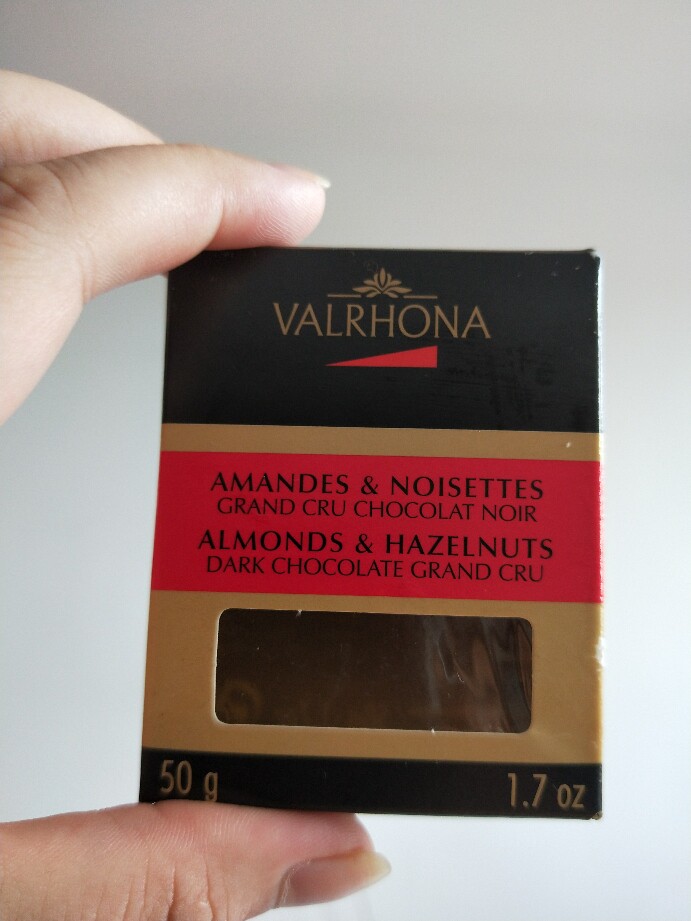 VALRHONA
AMANDES & NOISETTES
GRAND CRU CHOCOLAT NOIR
ALMONDS & HAZELNUTS
DARK CHOCOLATE GRAND CRU
50 g 1.7 oz